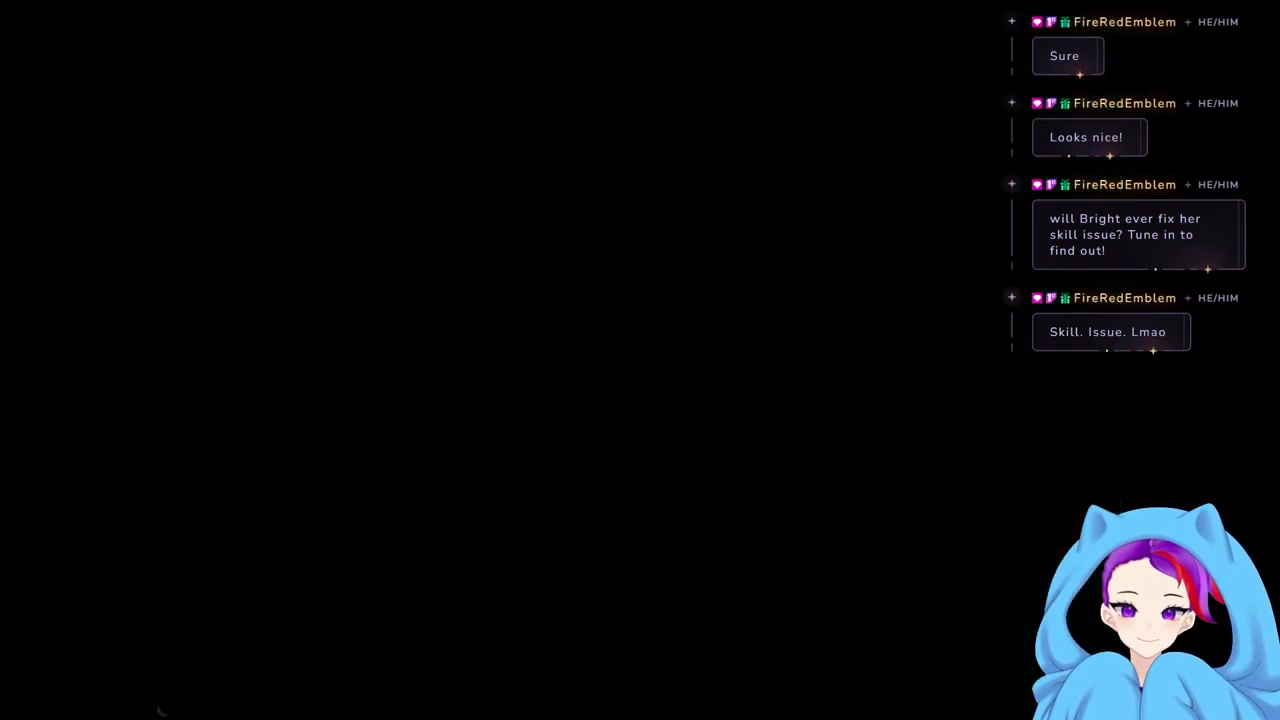 FireRedEmblem + HE/HIM
Sure
FireRedEmblem + HE/HIM
Looks nice!
FireRedEmblem + HE/HIM
will Bright ever fix her
skill issue? Tune in to
find out!
FireRedEmblem + HE/HIM
Skill. Issue. Lmao